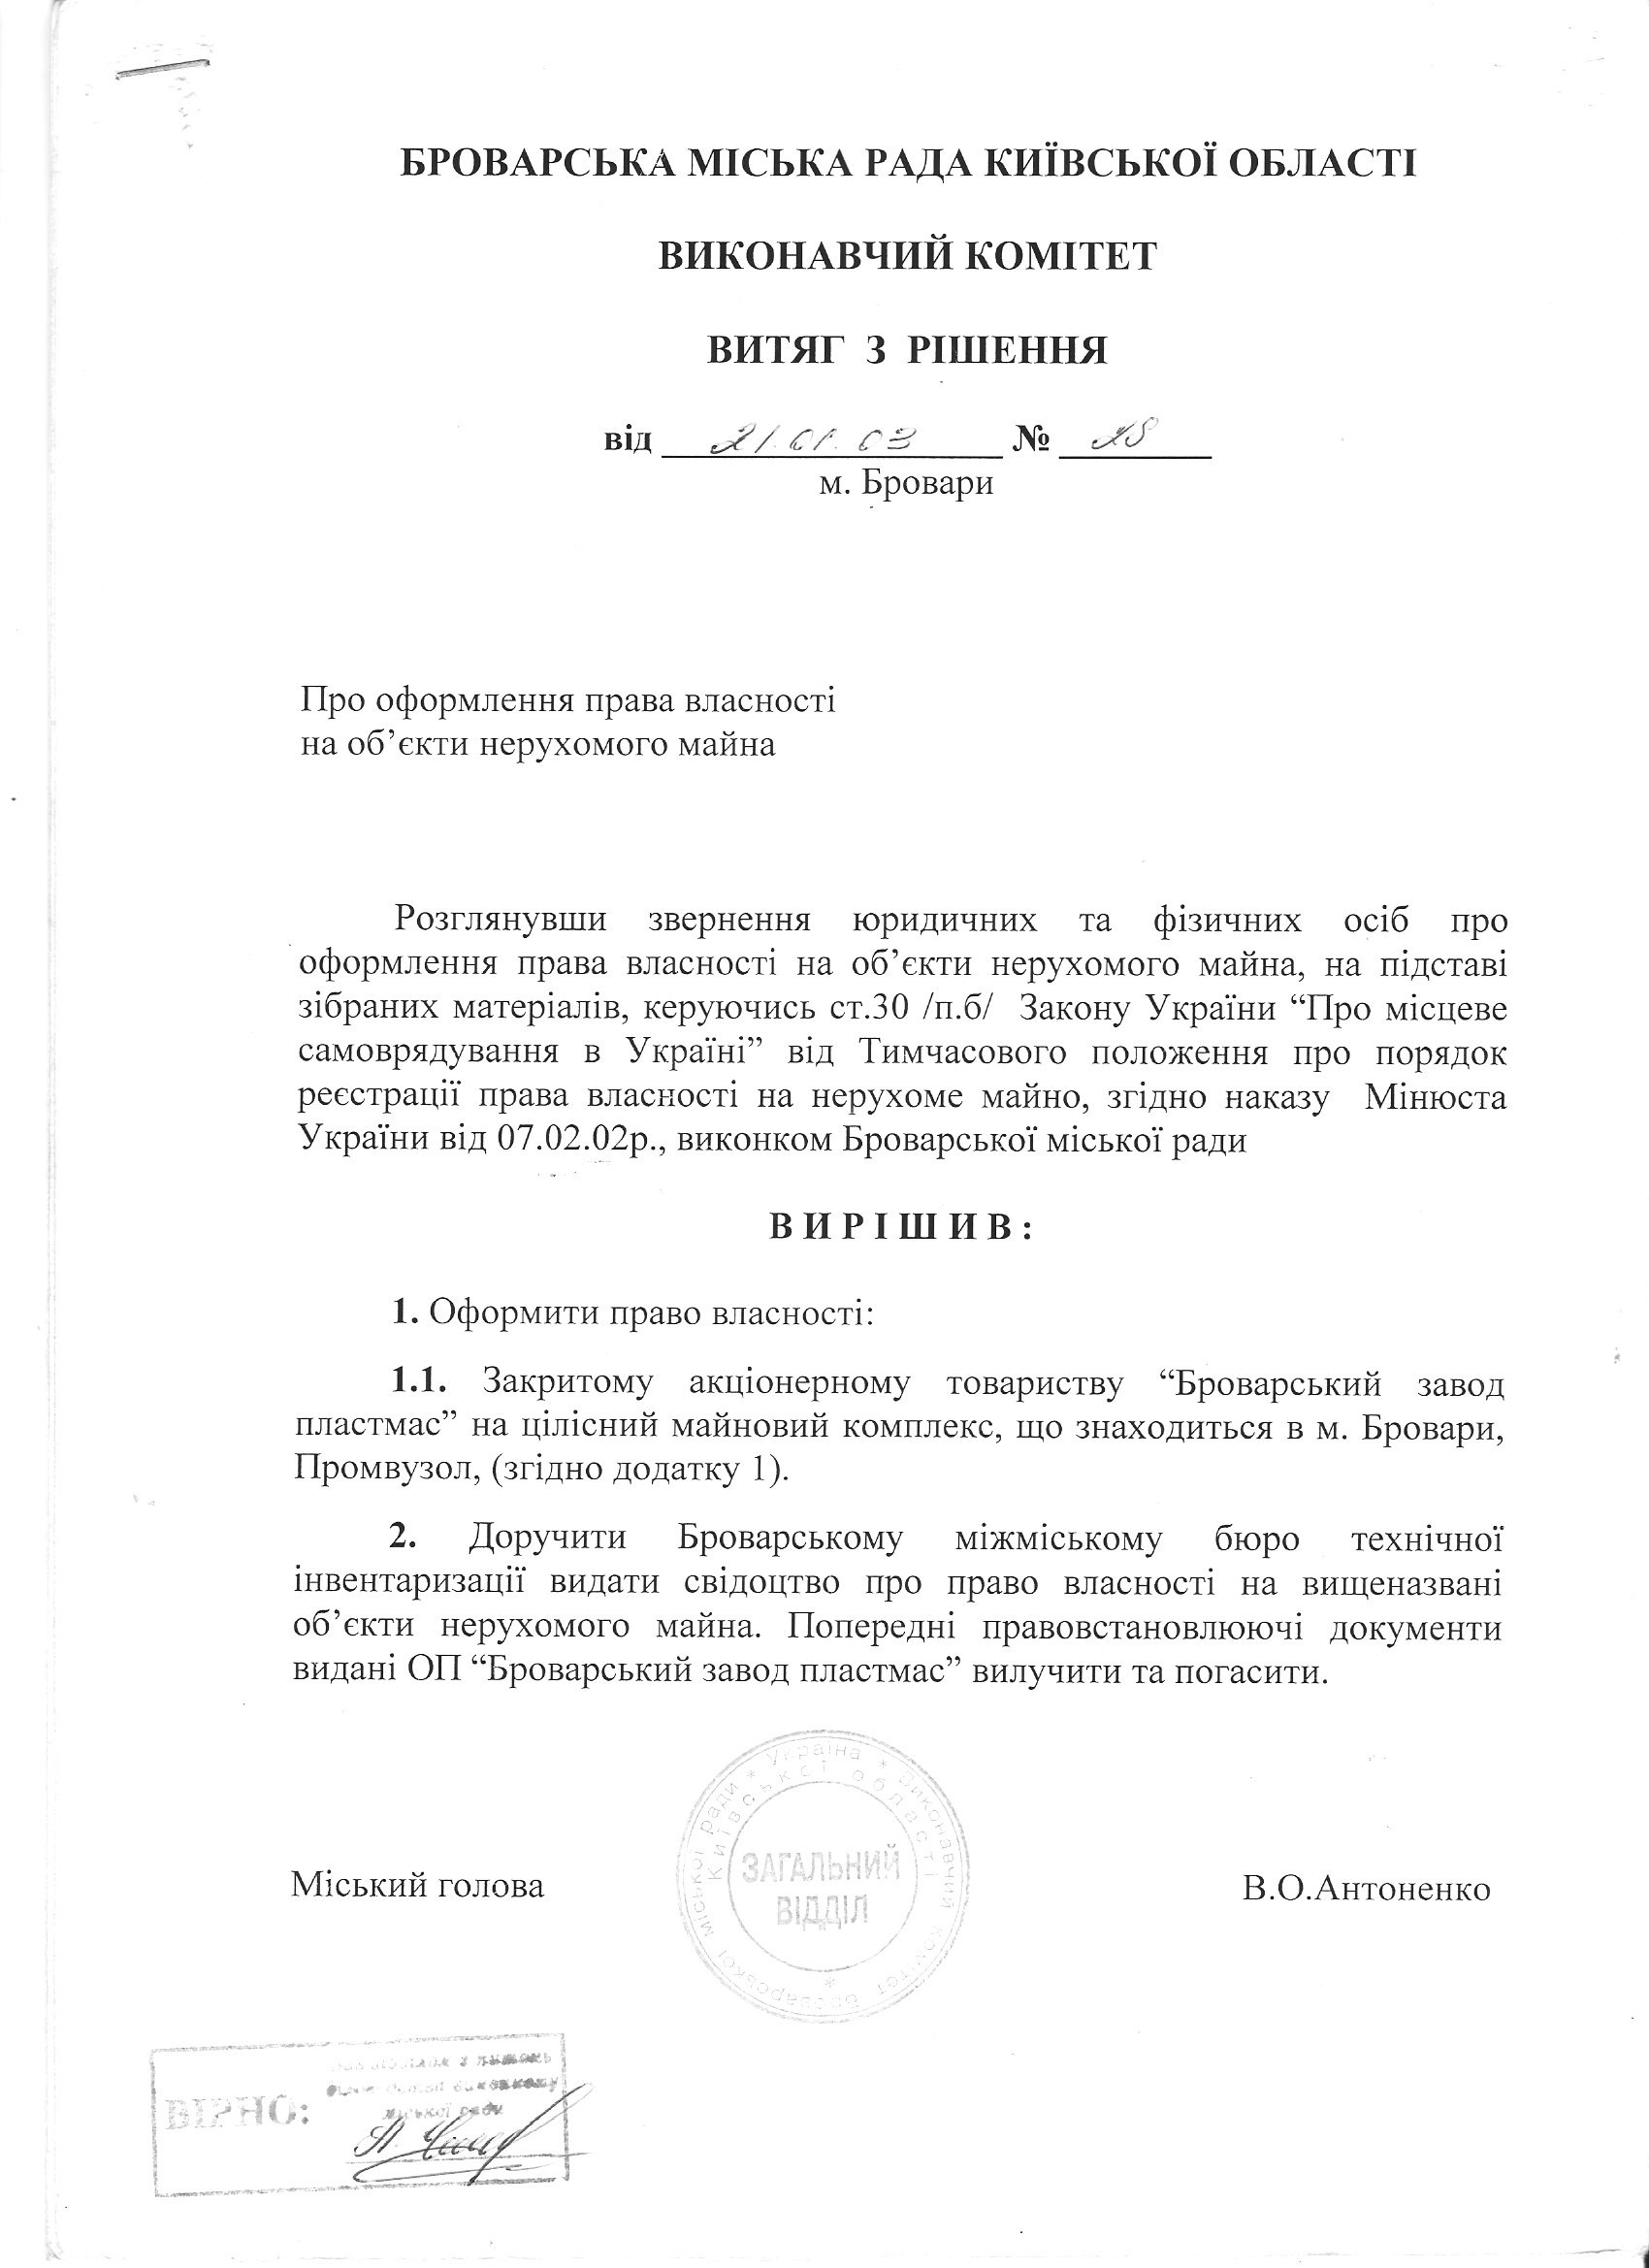 БРОВАРСЬКА МІСЬКА РАДА КИЇВСЬКОЇ ОБЛАСТІ
ВИКОНАВЧИЙ КОМІТЕТ
ВИТЯГ З РІШЕННЯ
від 21.01.03 №
м. Бровари
Про оформлення права власності
на об’єкти нерухомого майна
Розглянувши звернення юридичних та фізичних осіб про
оформлення права власності на об’єкти нерухомого майна, на підставі
зібраних матеріалів, керуючись ст.30 /п.б/ Закону України “Про місцеве
самоврядування в Україні” від Тимчасового положення про порядок
реєстрації права власності на нерухоме майно, згідно наказу Мінюста
України від 07.02.02р., виконком Броварської міської ради
В И Р І Ш И В :
1. Оформити право власності:
1.1. Закритому акціонерному товариству “Броварський завод
пластмас” на цілісний майновий комплекс, що знаходиться в м. Бровари,
Промвузол, (згідно додатку 1).
2. Доручити Броварському міжміському бюро технічної
інвентаризації видати свідоцтво про право власності на вищеназвані
об’єкти нерухомого майна. Попередні правовстановлюючі документи
видані ОП “Броварський завод пластмас” вилучити та погасити.
Україна * Виконавчий комітет Броварської міської ради *
Київської області
ЗАГАЛЬНИЙ
ВІДДІЛ
Міський голова В.О.Антоненко
ВІРНО:
виконкому
міської ради